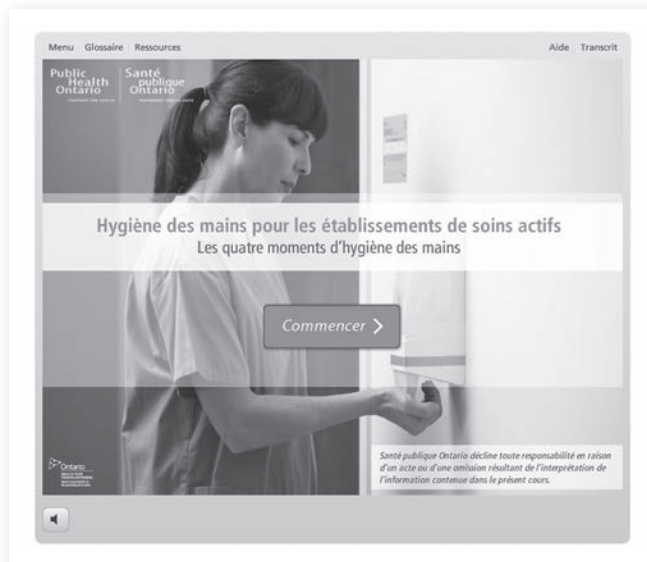 Menu Glossaire Ressources
Aide Transcrit
Public
Health
Ontario
Santé
publique
Ontario
Hygiène des mains pour les établissements de soins actifs
Les quatre moments d'hygiène des mains
Commencer
Ontario
Santé publique Ontario décline toute responsabilité en raison
d'un acte ou d'une omission résultant de l'interprétation de
l'information contenue dans le présent cours.